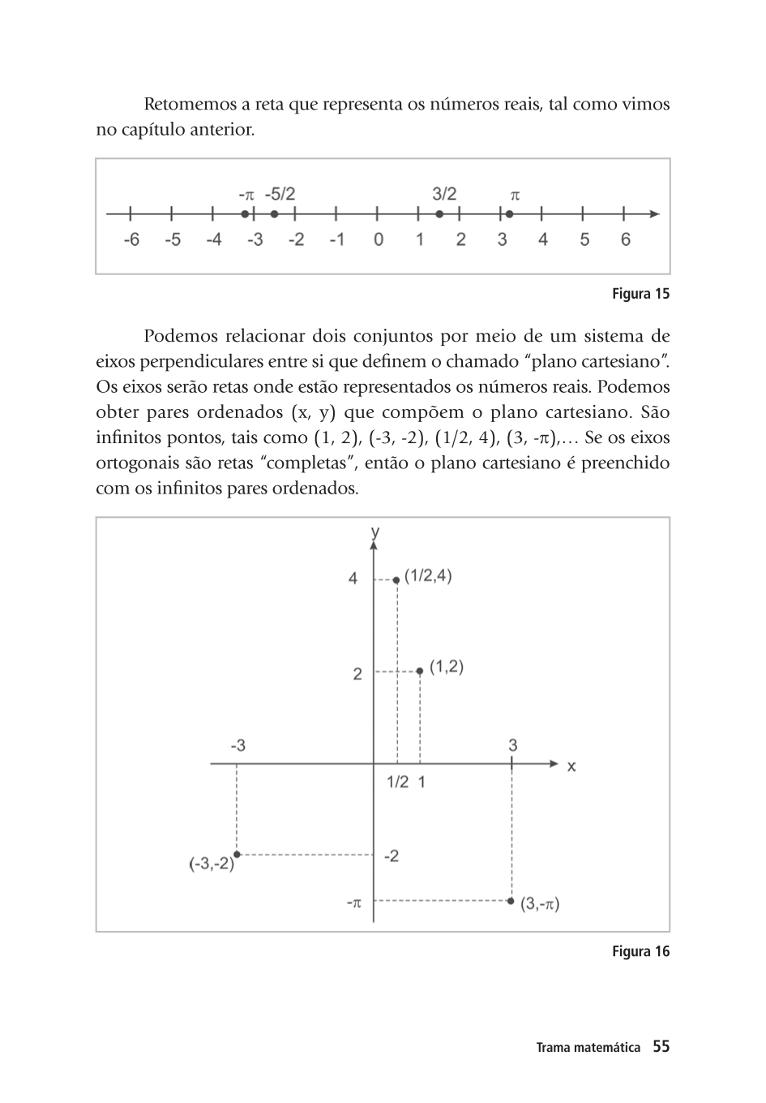 Retomemos a reta que representa os números reais, tal como vimos
no capítulo anterior.
-π -5/2 3/2 π
-6 -5 -4 -3 -2 -1 0 1 2 3 4 5 6
Figura 15
Podemos relacionar dois conjuntos por meio de um sistema de
eixos perpendiculares entre si que definem o chamado “plano cartesiano”.
Os eixos serão retas onde estão representados os números reais. Podemos
obter pares ordenados (x, y) que compõem o plano cartesiano. São
infinitos pontos, tais como (1, 2), (-3, -2), (1/2, 4), (3, -π),... Se os eixos
ortogonais são retas “completas”, então o plano cartesiano é preenchido
com os infinitos pares ordenados.
y
4 (1/2,4)
2 (1,2)
-3 3
x
1/2 1
(-3,-2) -2
-π (3,-π)
Figura 16
Trama matemática 55